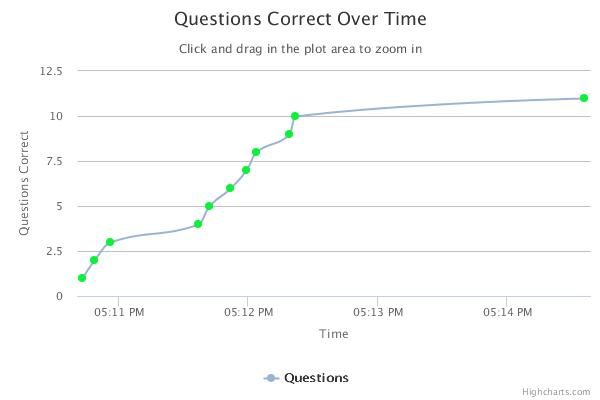 Questions Correct Over Time
Click and drag in the plot area to zoom in
12.5
10
7.5
5
2.5
0
Questions Correct
05:11 PM
05:12 PM
05:13 PM
05:14 PM
Time
Questions
Highcharts.com